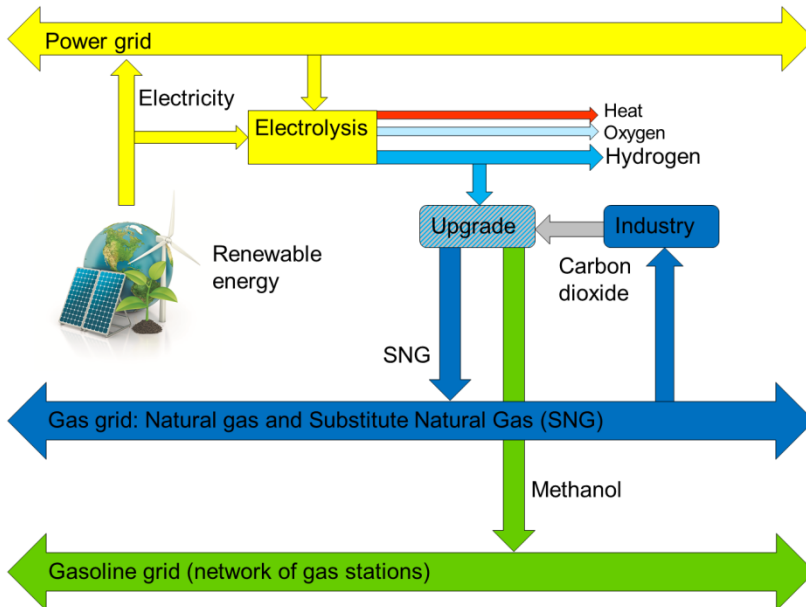 Power grid
Electricity
Electrolysis
Heat
Oxygen
Hydrogen
Upgrade
Industry
Renewable
energy
Carbon
dioxide
SNG
Gas grid: Natural gas and Substitute Natural Gas (SNG)
Methanol
Gasoline grid (network of gas stations)